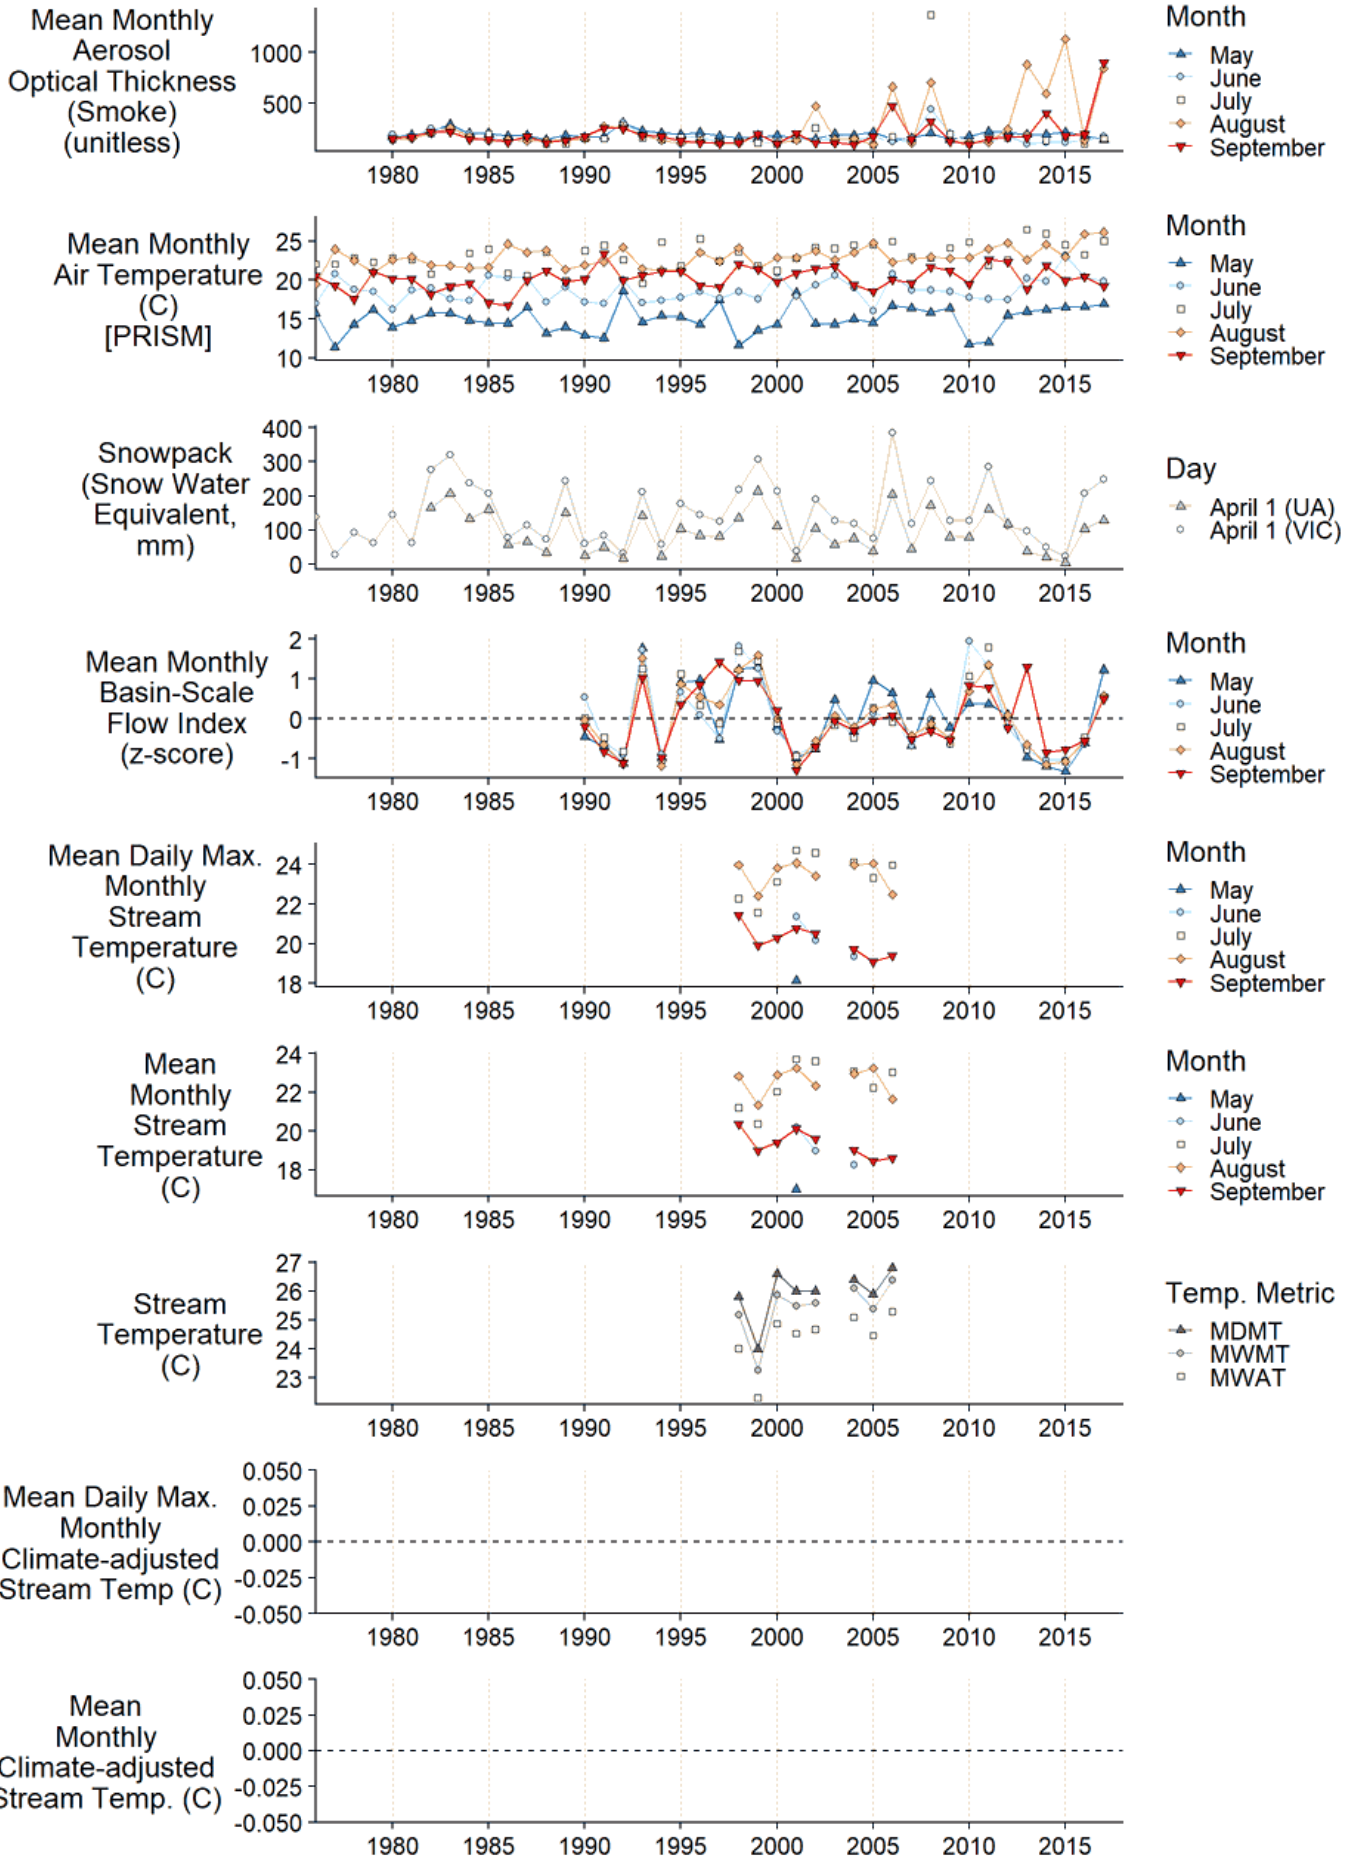 Mean Monthly
Aerosol
Optical Thickness
(Smoke)
(unitless)
1000
500
1980 1985 1990 1995 2000 2005 2010 2015
Month
May
June
July
August
September
Mean Monthly
Air Temperature
(C)
[PRISM]
25
20
15
10
1980 1985 1990 1995 2000 2005 2010 2015
Month
May
June
July
August
September
Snowpack
(Snow Water
Equivalent,
mm)
400
300
200
100
0
1980 1985 1990 1995 2000 2005 2010 2015
Day
April 1 (UA)
April 1 (VIC)
Mean Monthly
Basin-Scale
Flow Index
(z-score)
2
1
0
-1
1980 1985 1990 1995 2000 2005 2010 2015
Month
May
June
July
August
September
Mean Daily Max.
Monthly
Stream
Temperature
(C)
24
22
20
18
1980 1985 1990 1995 2000 2005 2010 2015
Month
May
June
July
August
September
Mean
Monthly
Stream
Temperature
(C)
24
22
20
18
1980 1985 1990 1995 2000 2005 2010 2015
Month
May
June
July
August
September
Stream
Temperature
(C)
27
26
25
24
23
1980 1985 1990 1995 2000 2005 2010 2015
Temp. Metric
MDMT
MWMT
MWAT
Mean Daily Max.
Monthly
Climate-adjusted
Stream Temp (C)
0.050
0.025
0.000
-0.025
-0.050
1980 1985 1990 1995 2000 2005 2010 2015
Mean
Monthly
Climate-adjusted
Stream Temp. (C)
0.050
0.025
0.000
-0.025
-0.050
1980 1985 1990 1995 2000 2005 2010 2015